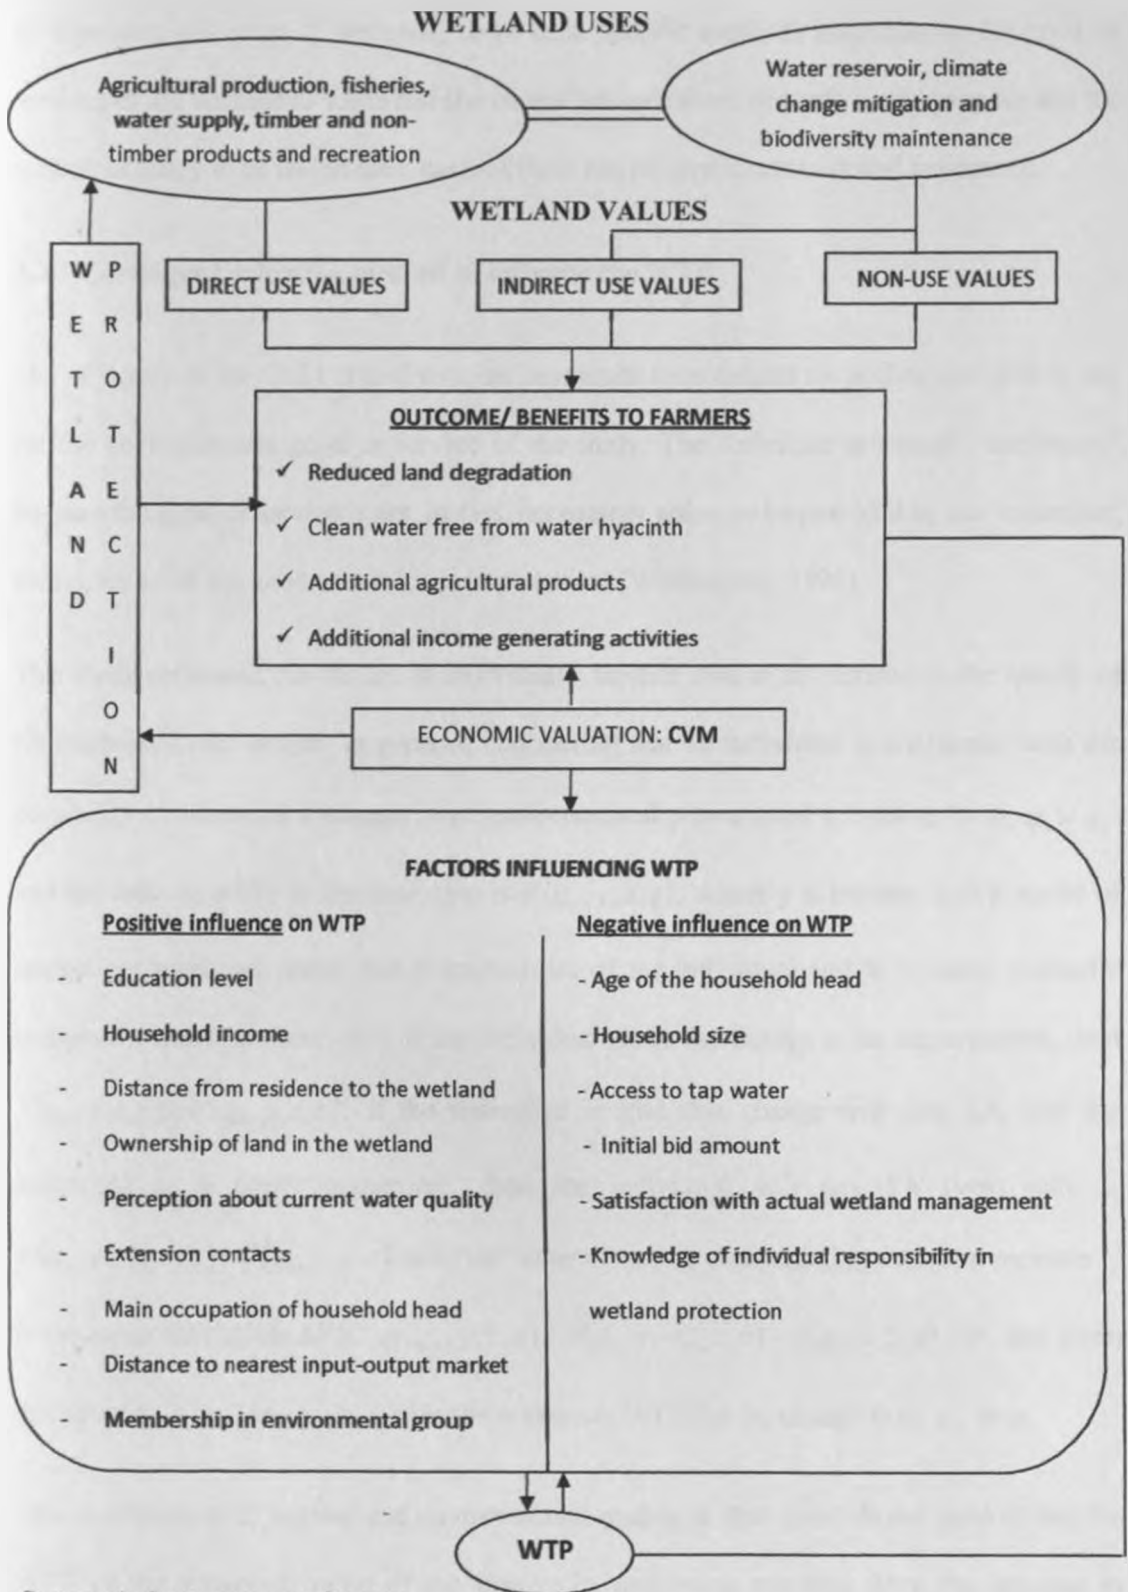 WETLAND USES
Agricultural production, fisheries,
water supply, timber and non-
timber products and recreation
Water reservoir, climate
change mitigation and
biodiversity maintenance
WETLAND VALUES
WETLAND
PROTECTION
DIRECT USE VALUES
INDIRECT USE VALUES
NON-USE VALUES
OUTCOME/ BENEFITS TO FARMERS
✓ Reduced land degradation
✓ Clean water free from water hyacinth
✓ Additional agricultural products
✓ Additional income generating activities
ECONOMIC VALUATION: CVM
FACTORS INFLUENCING WTP
Positive influence on WTP
- Education level
- Household income
- Distance from residence to the wetland
- Ownership of land in the wetland
- Perception about current water quality
- Extension contacts
- Main occupation of household head
- Distance to nearest input-output market
- Membership in environmental group
Negative influence on WTP
- Age of the household head
- Household size
- Access to tap water
- Initial bid amount
- Satisfaction with actual wetland management
- Knowledge of individual responsibility in
wetland protection
WTP